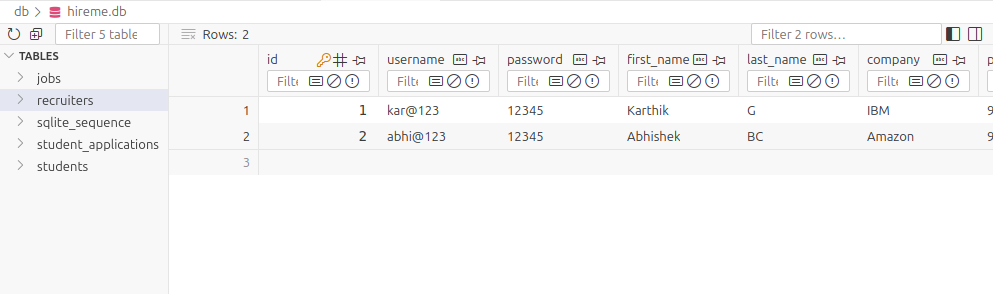 db > hireme.db
Filter 5 table Rows: 2 Filter 2 rows...
TABLES
jobs
recruiters
sqlite_sequence
student_applications
students
id username password first_name last_name company p
Filte Filte Filte Filte Filte Filte
1 1 kar@123 12345 Karthik G IBM 9
2 2 abhi@123 12345 Abhishek BC Amazon 9
3